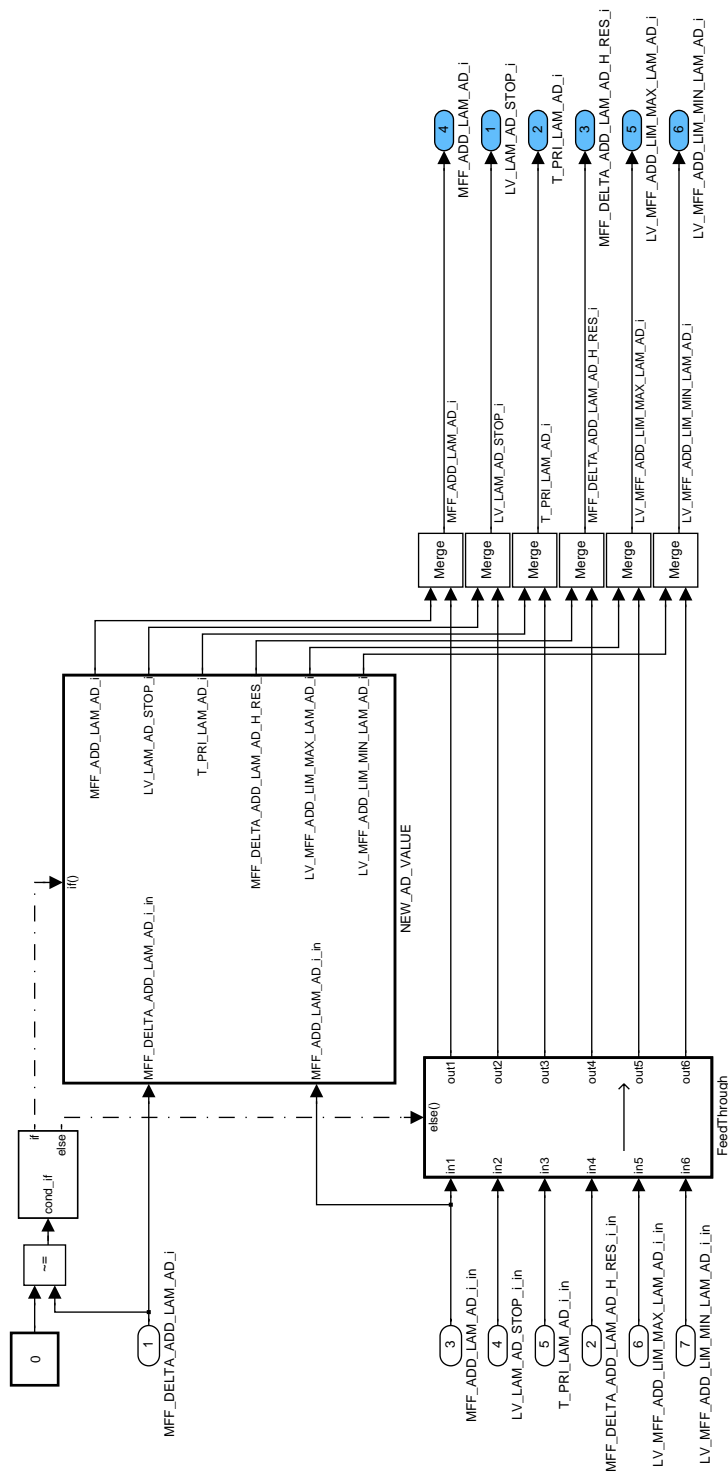 0
~=
cond_if
if
else
1
MFF_DELTA_ADD_LAM_AD_i
if()
MFF_DELTA_ADD_LAM_AD_i_in
MFF_ADD_LAM_AD_i_in
MFF_ADD_LAM_AD_i
LV_LAM_AD_STOP_i
T_PRI_LAM_AD_i
MFF_DELTA_ADD_LAM_AD_H_RES_i
LV_MFF_ADD_LIM_MAX_LAM_AD_i
LV_MFF_ADD_LIM_MIN_LAM_AD_i
NEW_AD_VALUE
3
MFF_ADD_LAM_AD_i_in
4
LV_LAM_AD_STOP_i_in
5
T_PRI_LAM_AD_i_in
2
MFF_DELTA_ADD_LAM_AD_H_RES_i_in
6
LV_MFF_ADD_LIM_MAX_LAM_AD_i_in
7
LV_MFF_ADD_LIM_MIN_LAM_AD_i_in
else()
in1
in2
in3
in4
in5
in6
out1
out2
out3
out4
out5
out6
FeedThrough
Merge
Merge
Merge
Merge
Merge
Merge
MFF_ADD_LAM_AD_i
LV_LAM_AD_STOP_i
T_PRI_LAM_AD_i
MFF_DELTA_ADD_LAM_AD_H_RES_i
LV_MFF_ADD_LIM_MAX_LAM_AD_i
LV_MFF_ADD_LIM_MIN_LAM_AD_i
4
MFF_ADD_LAM_AD_i
1
LV_LAM_AD_STOP_i
2
T_PRI_LAM_AD_i
3
MFF_DELTA_ADD_LAM_AD_H_RES_i
5
LV_MFF_ADD_LIM_MAX_LAM_AD_i
6
LV_MFF_ADD_LIM_MIN_LAM_AD_i